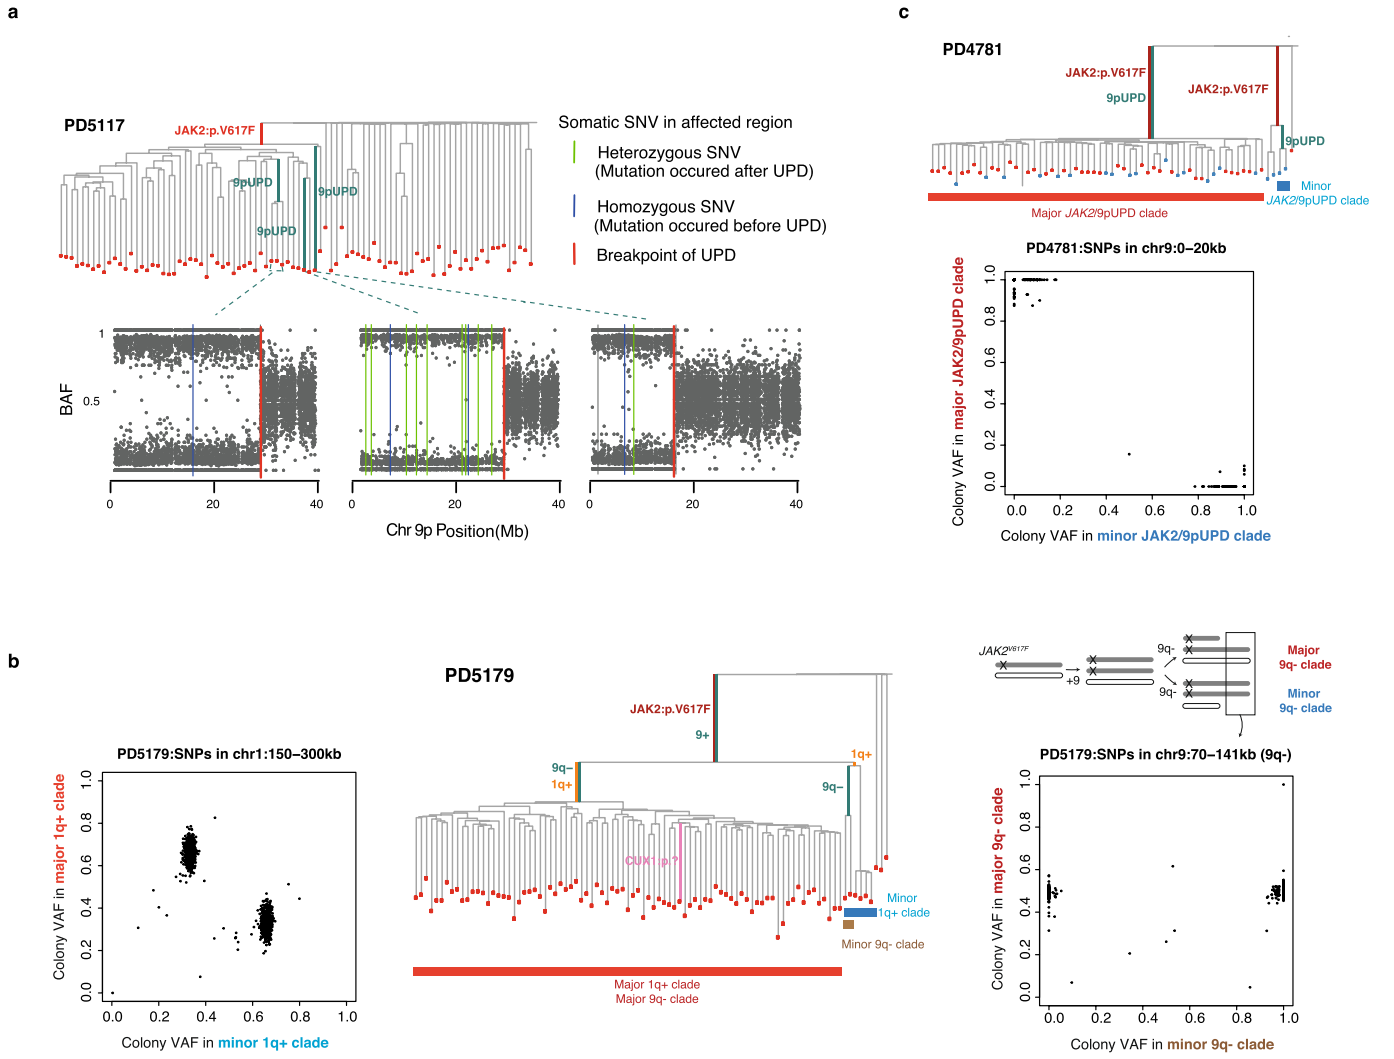 a
PD5117
JAK2:p.V617F
9pUPD
9pUPD
9pUPD
Somatic SNV in affected region
Heterozygous SNV
(Mutation occured after UPD)
Homozygous SNV
(Mutation occured before UPD)
Breakpoint of UPD
BAF
1
0.5
0 20 40
0 20 40
0 20 40
Chr 9p Position(Mb)
c
PD4781
JAK2:p.V617F
9pUPD
JAK2:p.V617F
9pUPD
Minor
JAK2/9pUPD clade
Major JAK2/9pUPD clade
PD4781:SNPs in chr9:0–20kb
Colony VAF in major JAK2/9pUPD clade
1.0
0.8
0.6
0.4
0.2
0.0
0.0 0.2 0.4 0.6 0.8 1.0
Colony VAF in minor JAK2/9pUPD clade
b
PD5179:SNPs in chr1:150–300kb
Colony VAF in major 1q+ clade
1.0
0.8
0.6
0.4
0.2
0.0
0.0 0.2 0.4 0.6 0.8 1.0
Colony VAF in minor 1q+ clade
PD5179
JAK2:p.V617F
9+
9q–
1q+
1q+
9q–
CUX1:p.?
Minor
1q+ clade
Minor 9q- clade
Major 1q+ clade
Major 9q- clade
JAK2V617F
X
+9
X
X
9q-
9q-
X
X
X
X
Major
9q- clade
Minor
9q- clade
PD5179:SNPs in chr9:70–141kb (9q-)
Colony VAF in major 9q- clade
1.0
0.8
0.6
0.4
0.2
0.0
0.0 0.2 0.4 0.6 0.8 1.0
Colony VAF in minor 9q- clade